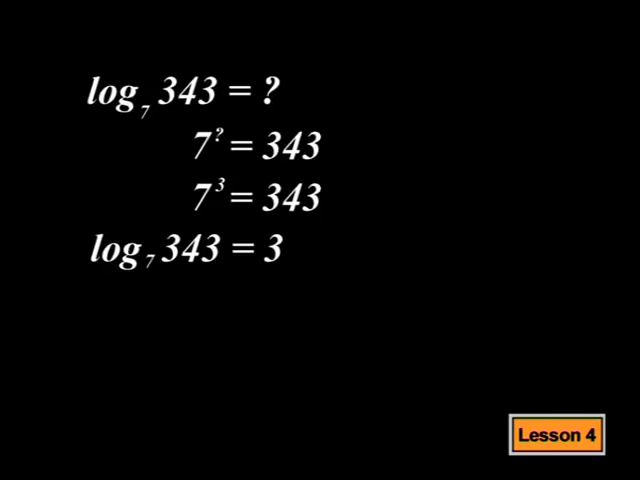 log₇ 343 = ?
7^? = 343
7³ = 343
log₇ 343 = 3
Lesson 4